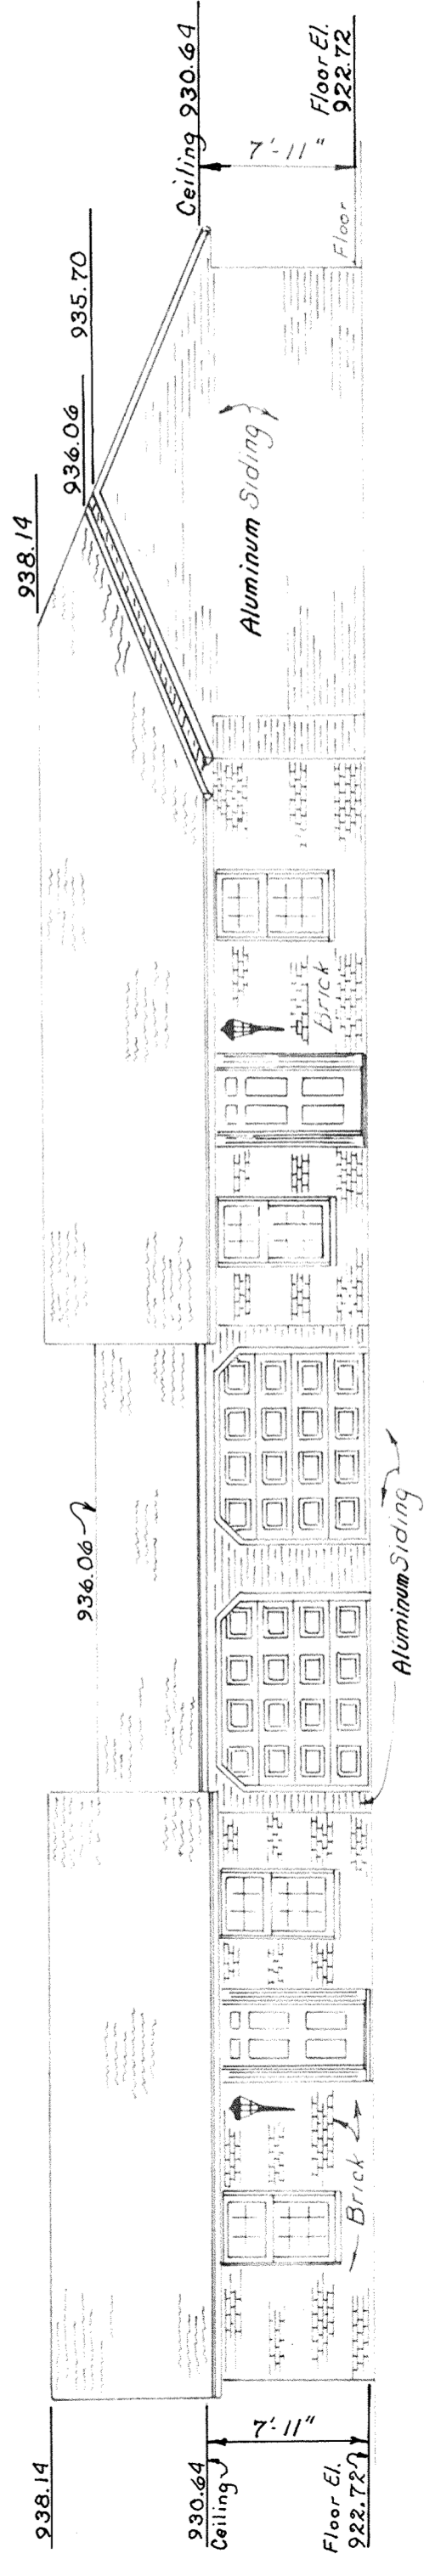 938.14
930.64
Ceiling
7'-11"
Floor El.
922.72
Brick
936.06
Aluminum Siding
Brick
Aluminum Siding
938.14
936.06
935.70
Ceiling 930.64
7'-11"
Floor
Floor El.
922.72